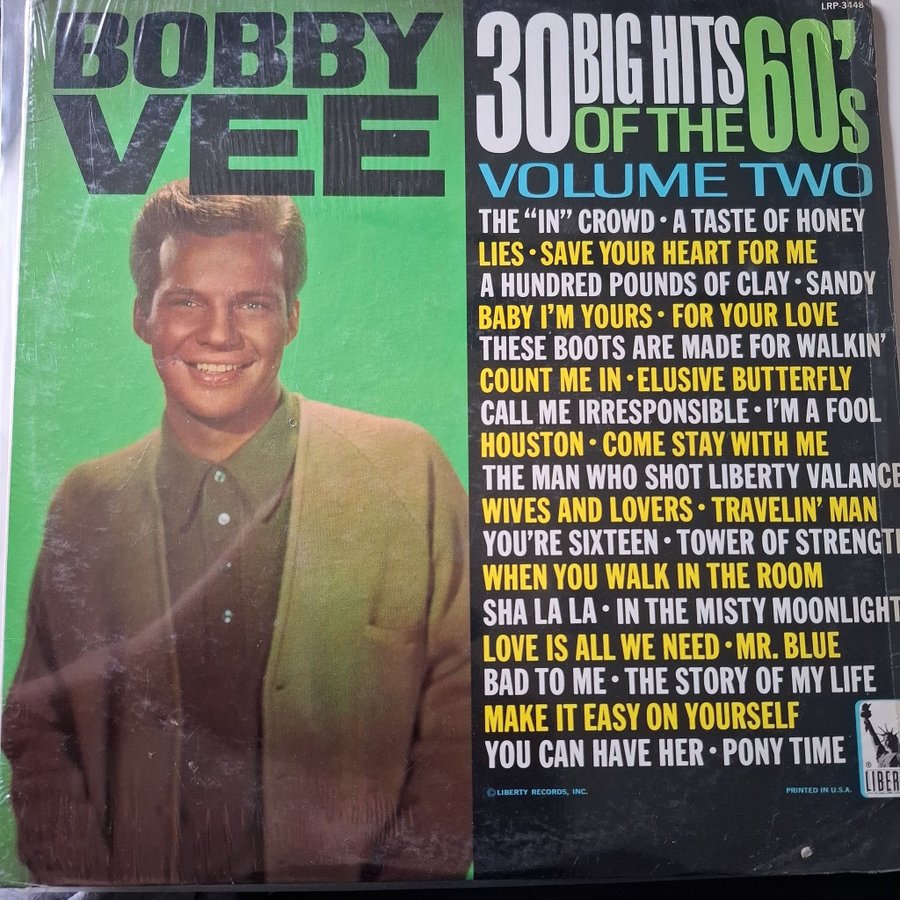 BOBBY
VEE
LRP-3448
30 BIG HITS
OF THE 60's
VOLUME TWO
THE "IN" CROWD • A TASTE OF HONEY
LIES • SAVE YOUR HEART FOR ME
A HUNDRED POUNDS OF CLAY • SANDY
BABY I'M YOURS • FOR YOUR LOVE
THESE BOOTS ARE MADE FOR WALKIN'
COUNT ME IN • ELUSIVE BUTTERFLY
CALL ME IRRESPONSIBLE • I'M A FOOL
HOUSTON • COME STAY WITH ME
THE MAN WHO SHOT LIBERTY VALANCE
WIVES AND LOVERS • TRAVELIN' MAN
YOU'RE SIXTEEN • TOWER OF STRENGT
WHEN YOU WALK IN THE ROOM
SHA LA LA • IN THE MISTY MOONLIGHT
LOVE IS ALL WE NEED • MR. BLUE
BAD TO ME • THE STORY OF MY LIFE
MAKE IT EASY ON YOURSELF
YOU CAN HAVE HER • PONY TIME
LIBER
© LIBERTY RECORDS, INC.
PRINTED IN U.S.A.